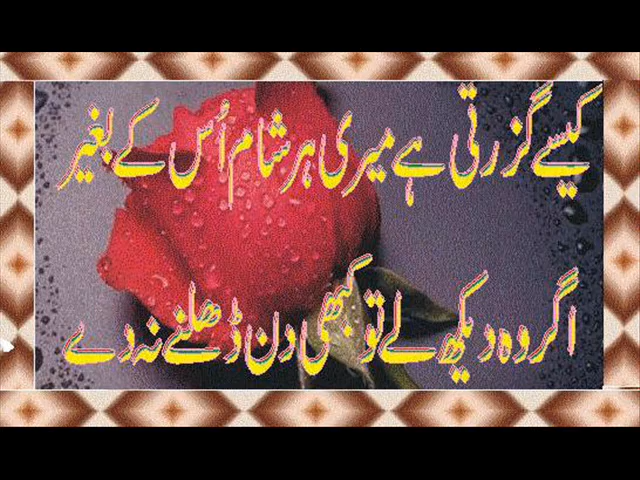 کیسے گزرتی ہے میری ہر شام اُس کے بغیر
اگر وہ دیکھ لے تو کبھی دن ڈھلنے نہ دے